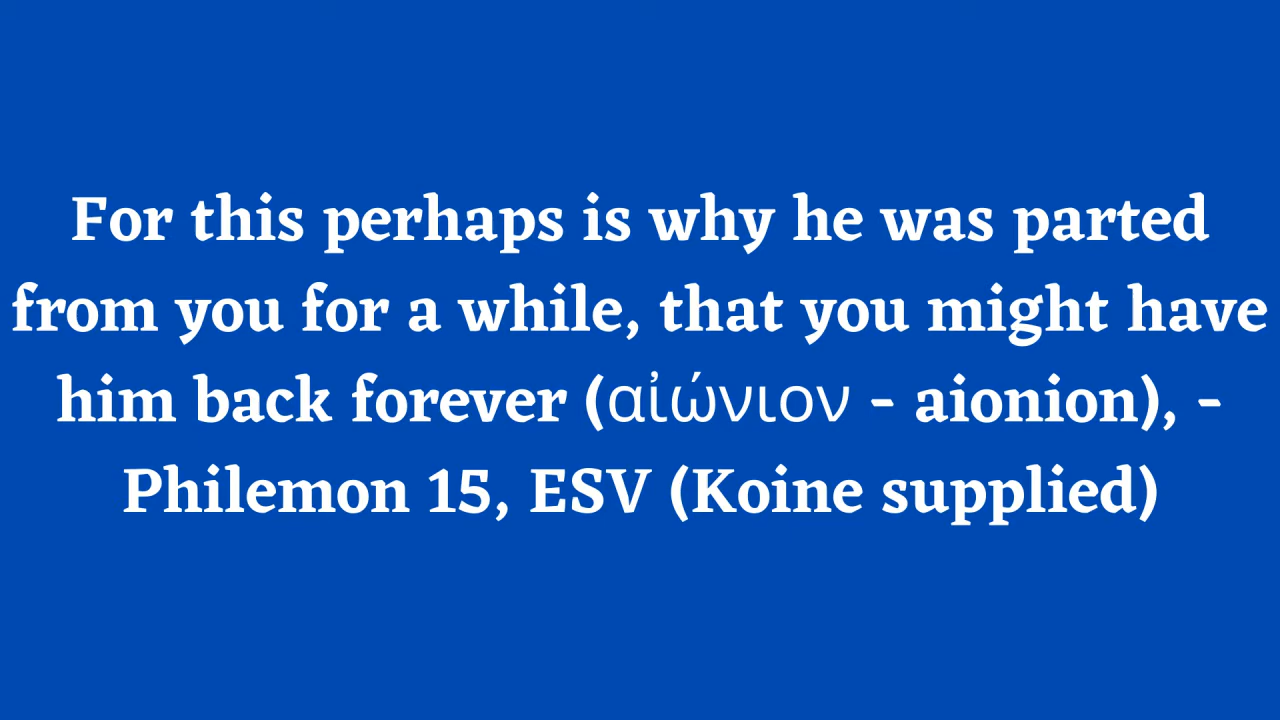 For this perhaps is why he was parted
from you for a while, that you might have
him back forever (αἰώνιον - aionion), -
Philemon 15, ESV (Koine supplied)